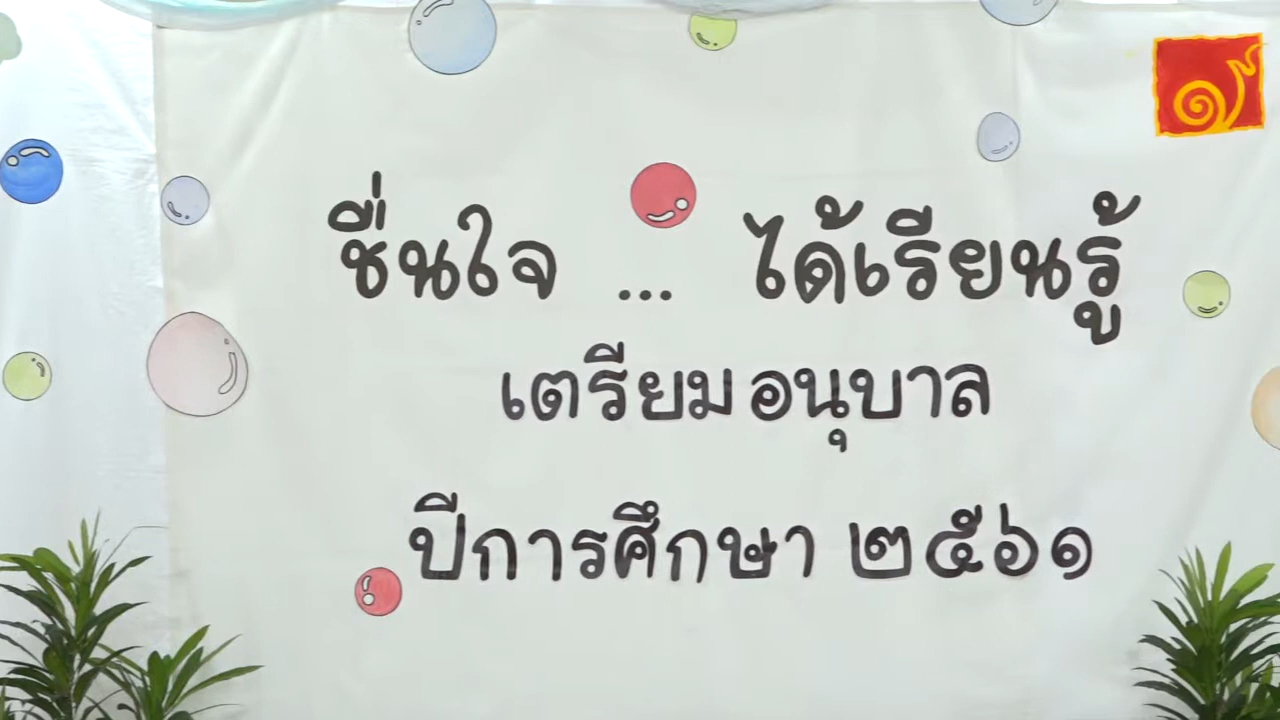 ชื่นใจ ... ได้เรียนรู้
เตรียมอนุบาล
ปีการศึกษา ๒๕๖๑